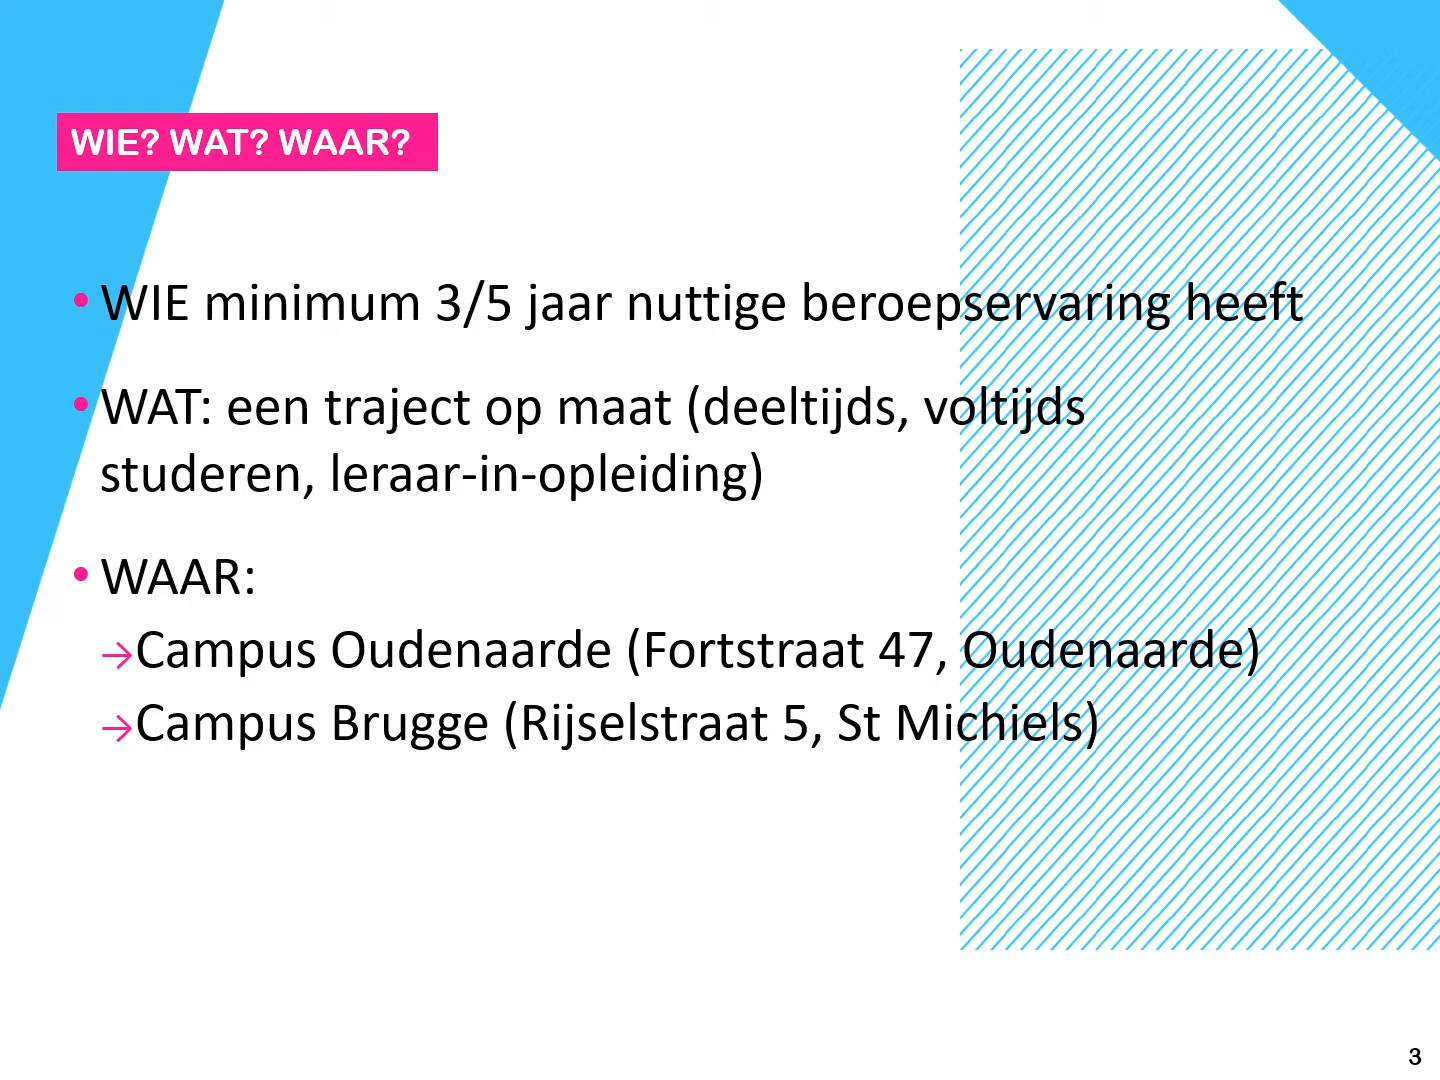 WIE? WAT? WAAR?
• WIE minimum 3/5 jaar nuttige beroepservaring heeft
• WAT: een traject op maat (deeltijds, voltijds
studeren, leraar-in-opleiding)
• WAAR:
→Campus Oudenaarde (Fortstraat 47, Oudenaarde)
→Campus Brugge (Rijselstraat 5, St Michiels)
3